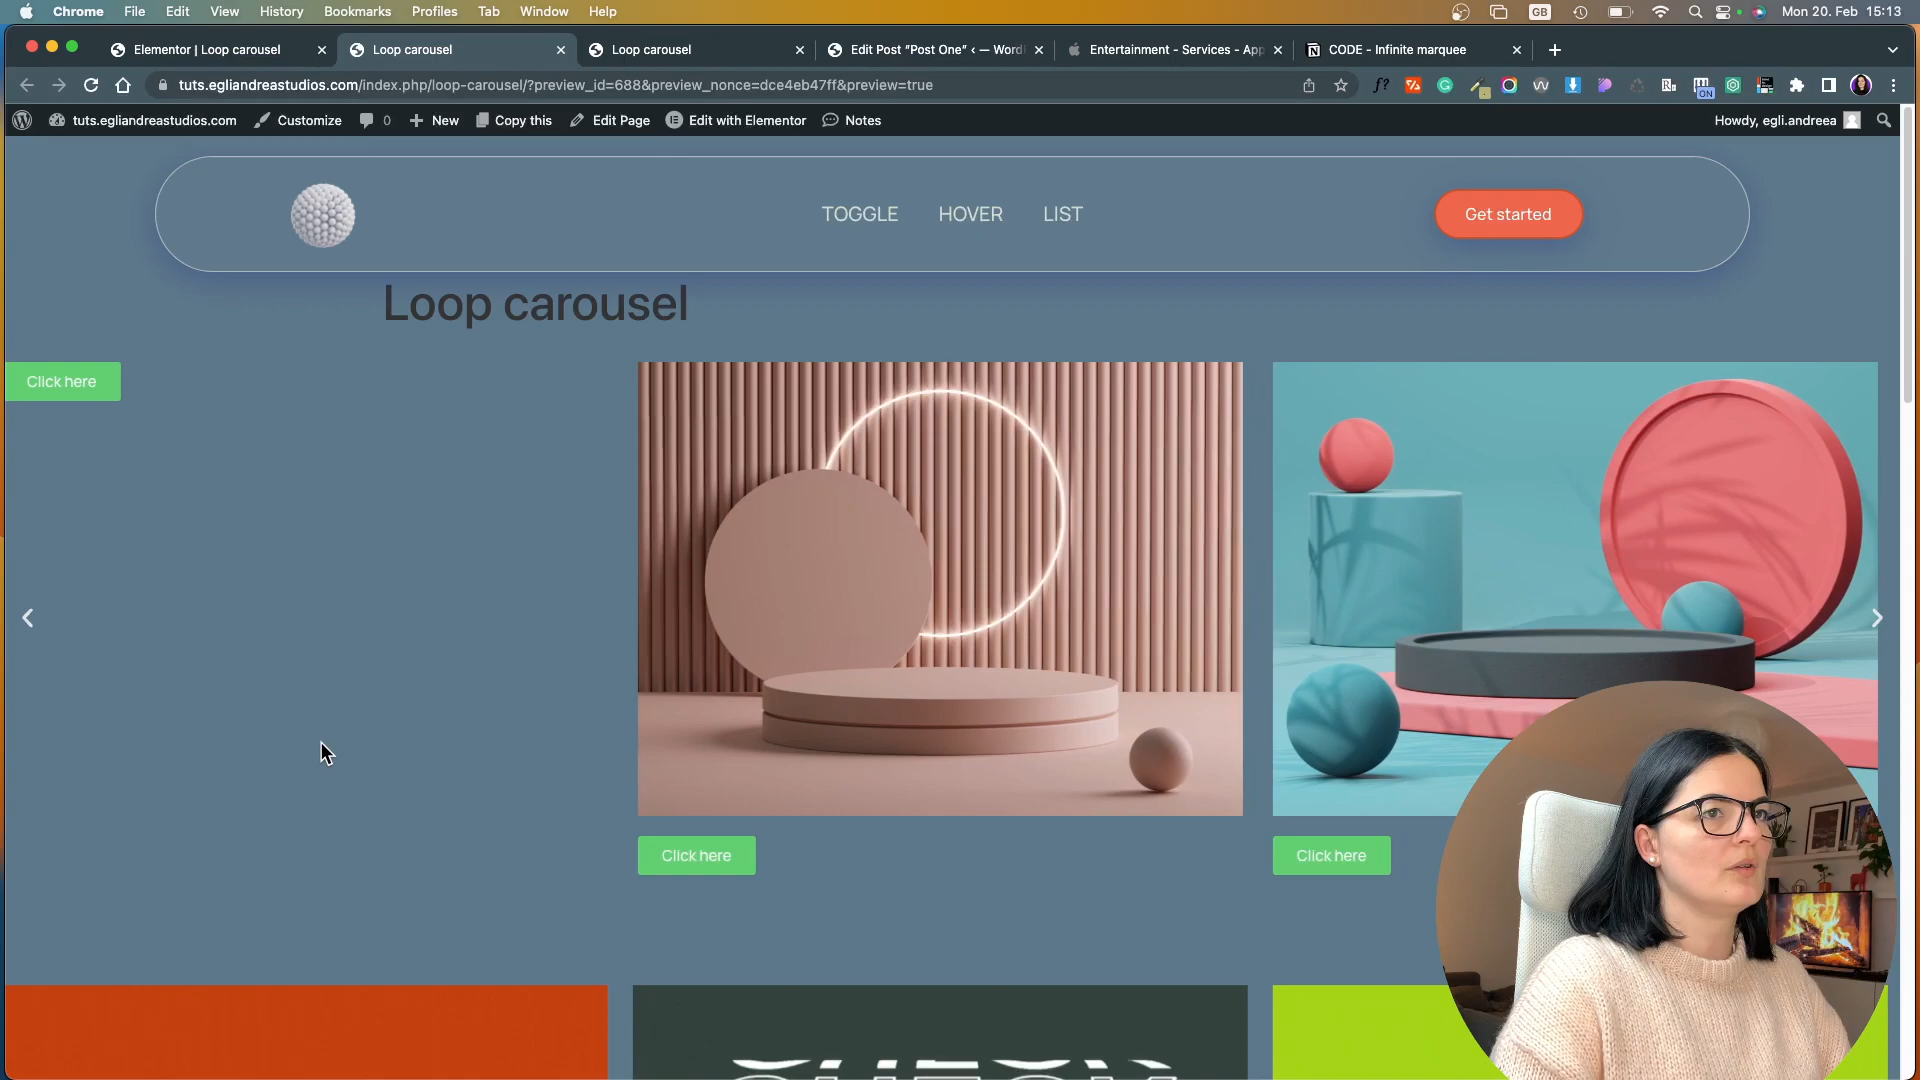 Chrome File Edit View History Bookmarks Profiles Tab Window Help GB Mon 20. Feb 15:13
Elementor | Loop carousel Loop carousel Loop carousel Edit Post “Post One” ‹ — Word Entertainment - Services - App CODE - Infinite marquee
tuts.egliandreastudios.com/index.php/loop-carousel/?preview_id=688&preview_nonce=dce4eb47ff&preview=true
ON
tuts.egliandreastudios.com Customize 0 New Copy this Edit Page Edit with Elementor Notes Howdy, egli.andreea
TOGGLE HOVER LIST Get started
Loop carousel
Click here
Click here Click here